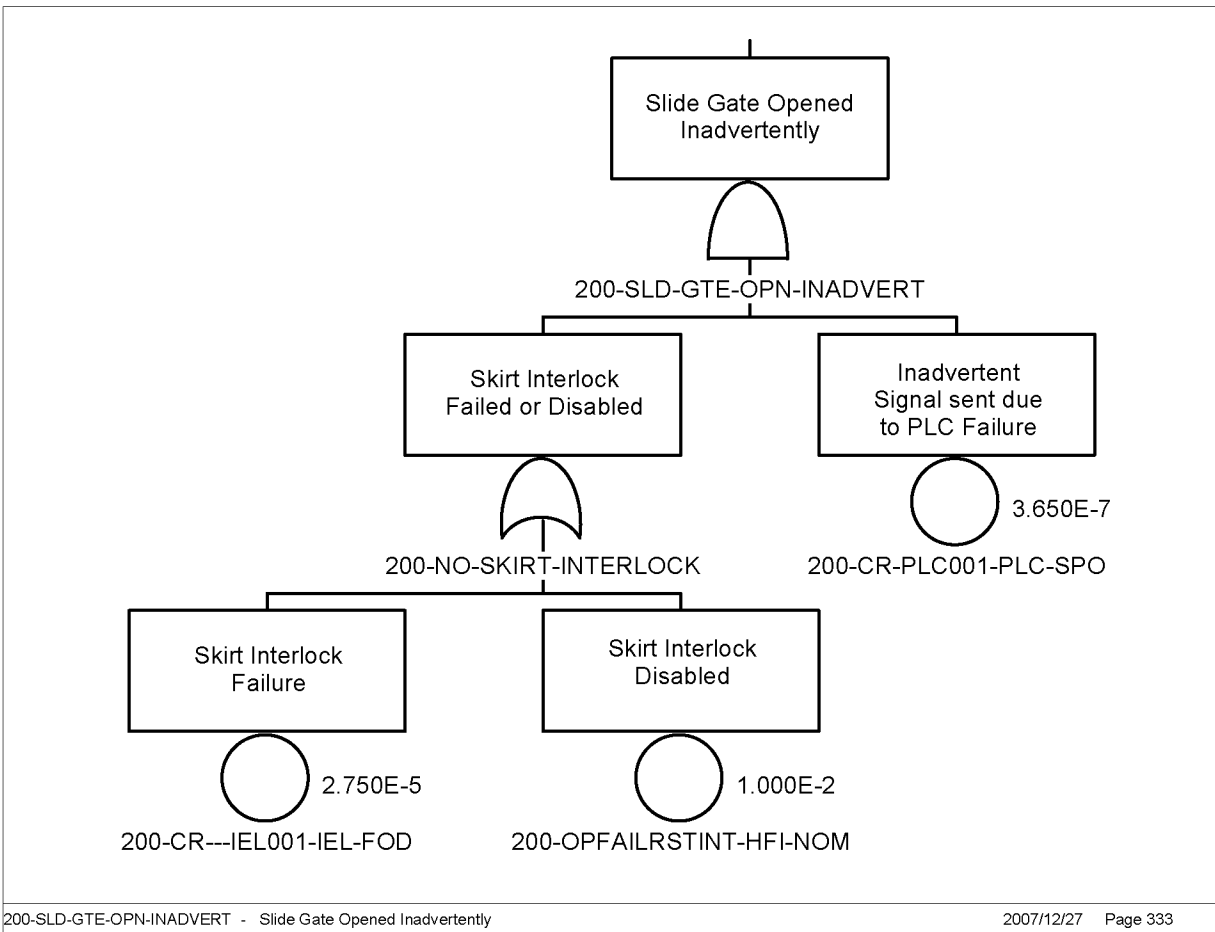 Slide Gate Opened
Inadvertently
200-SLD-GTE-OPN-INADVERT
Skirt Interlock
Failed or Disabled
Inadvertent
Signal sent due
to PLC Failure
3.650E-7
200-NO-SKIRT-INTERLOCK
200-CR-PLC001-PLC-SPO
Skirt Interlock
Failure
Skirt Interlock
Disabled
2.750E-5
1.000E-2
200-CR---IEL001-IEL-FOD
200-OPFAILRSTINT-HFI-NOM
200-SLD-GTE-OPN-INADVERT - Slide Gate Opened Inadvertently
2007/12/27 Page 333